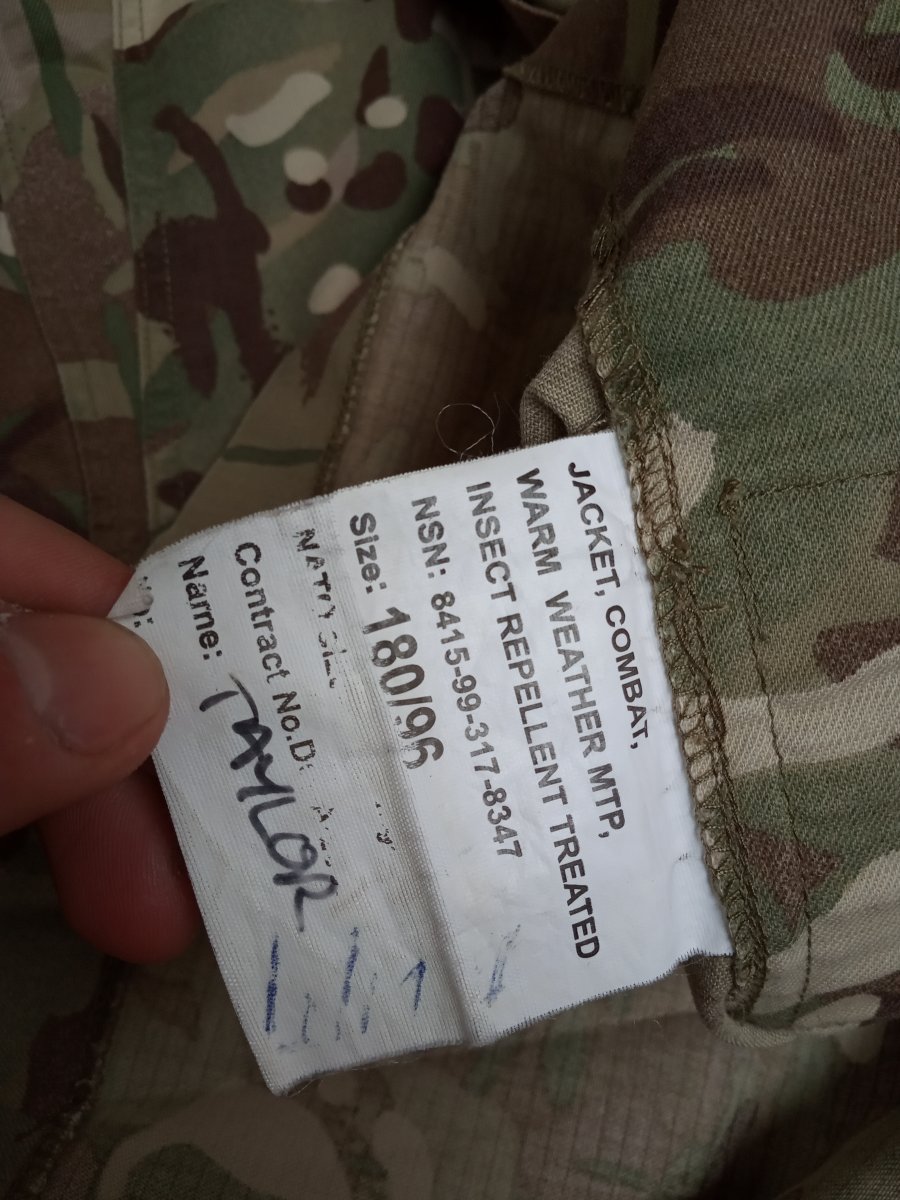 JACKET, COMBAT,
WARM WEATHER MTP,
INSECT REPELLENT TREATED
NSN: 8415-99-317-8347
Size: 180/96
NATO
Contract No.
Name: TAYLOR